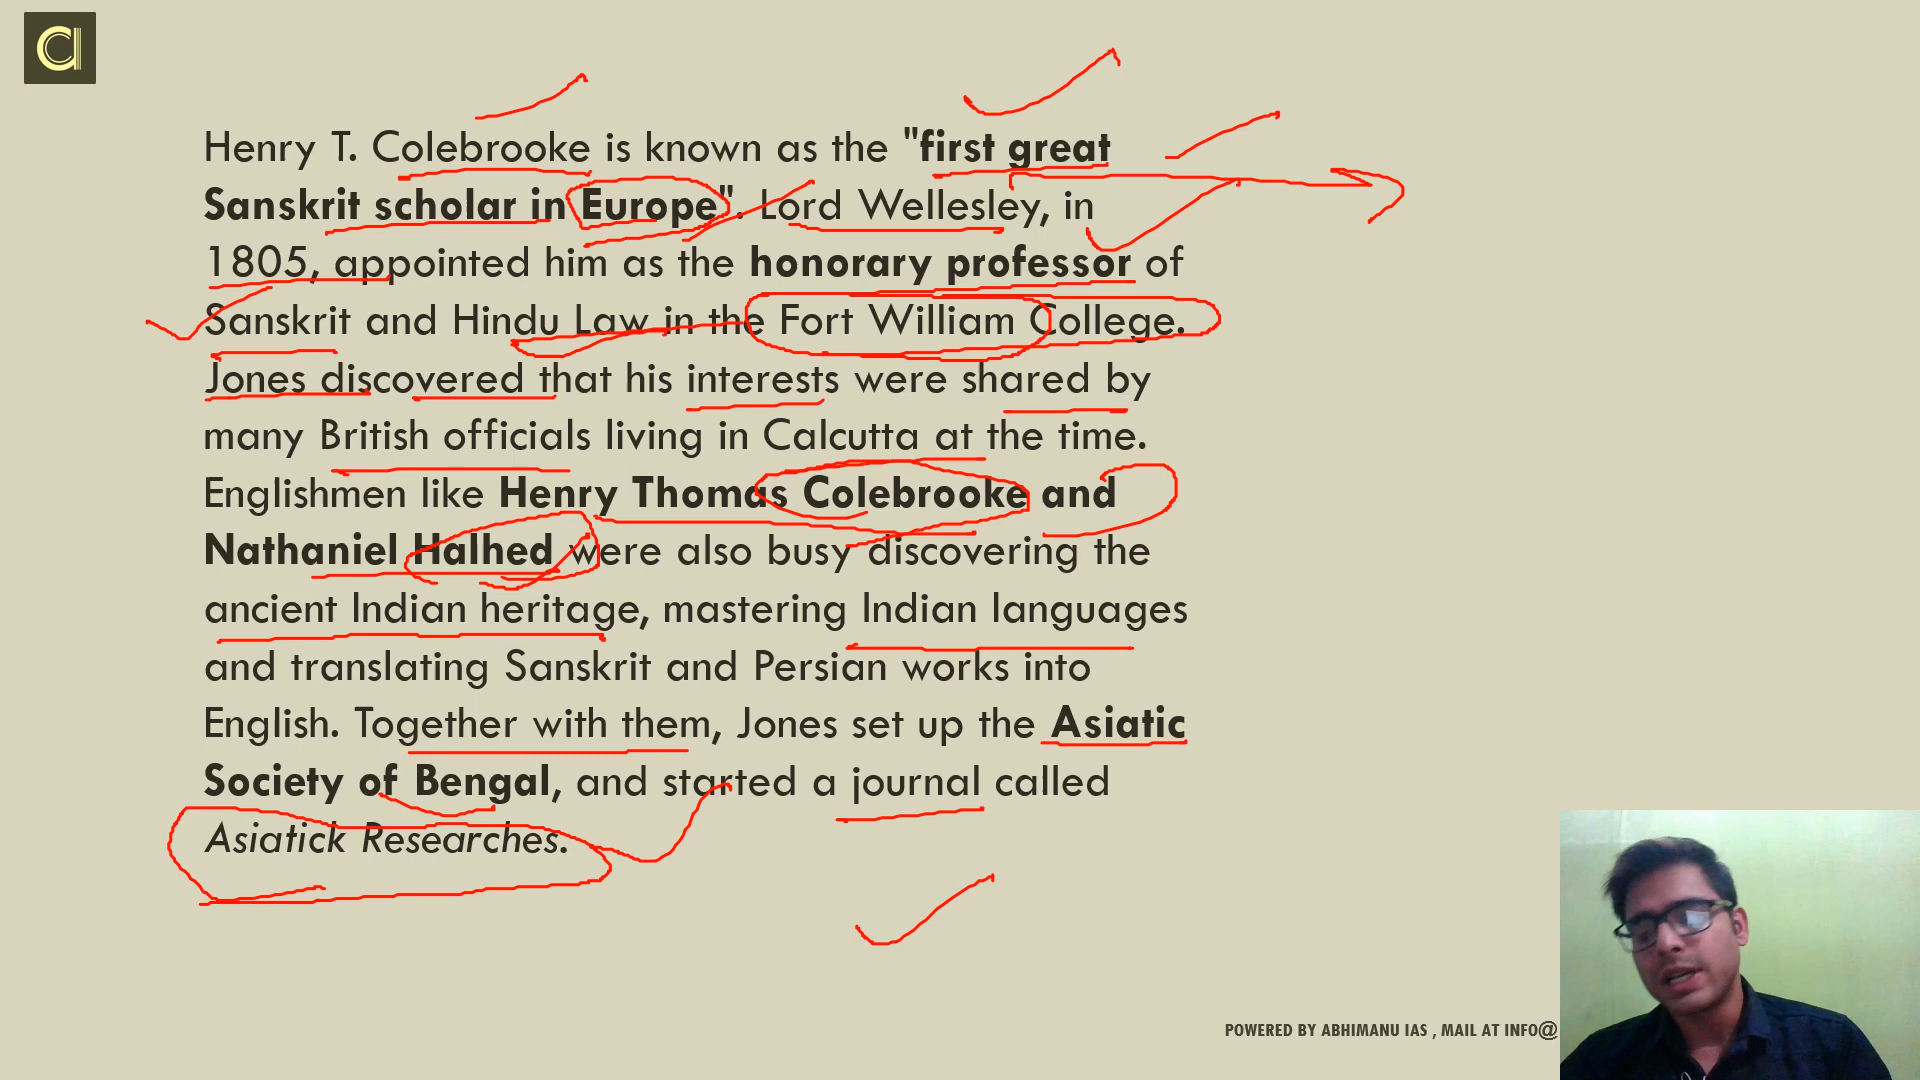 Henry T. Colebrooke is known as the "first great
Sanskrit scholar in Europe". Lord Wellesley, in
1805, appointed him as the honorary professor of
Sanskrit and Hindu Law in the Fort William College.
Jones discovered that his interests were shared by
many British officials living in Calcutta at the time.
Englishmen like Henry Thomas Colebrooke and
Nathaniel Halhed were also busy discovering the
ancient Indian heritage, mastering Indian languages
and translating Sanskrit and Persian works into
English. Together with them, Jones set up the Asiatic
Society of Bengal, and started a journal called
Asiatick Researches.
POWERED BY ABHIMANU IAS , MAIL AT INFO@